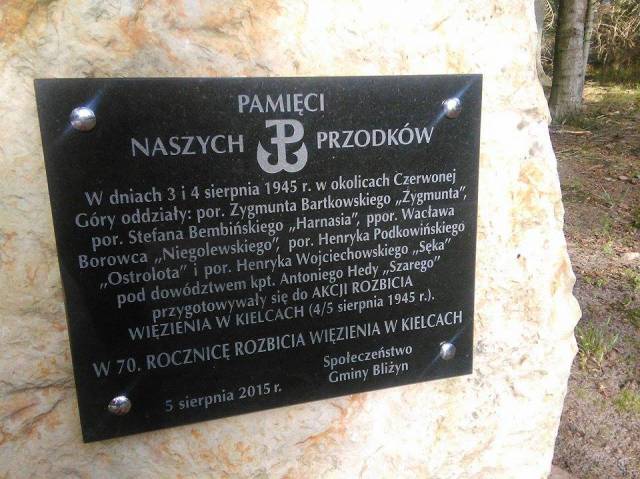 PAMIĘCI
NASZYCH PRZODKÓW
W dniach 3 i 4 sierpnia 1945 r. w okolicach Czerwonej
Góry oddziały: por. Zygmunta Bartkowskiego „Zygmunta”,
por. Stefana Bembińskiego „Harnasia”, ppor. Wacława
Borowca „Niegolewskiego”, por. Henryka Podkowińskiego
„Ostrolota” i por. Henryka Wojciechowskiego „Sęka”
pod dowództwem kpt. Antoniego Hedy „Szarego”
przygotowywały się do AKCJI ROZBICIA
WIĘZIENIA W KIELCACH (4/5 sierpnia 1945 r.).
W 70. ROCZNICĘ ROZBICIA WIĘZIENIA W KIELCACH
Społeczeństwo
Gminy Bliżyn
5 sierpnia 2015 r.